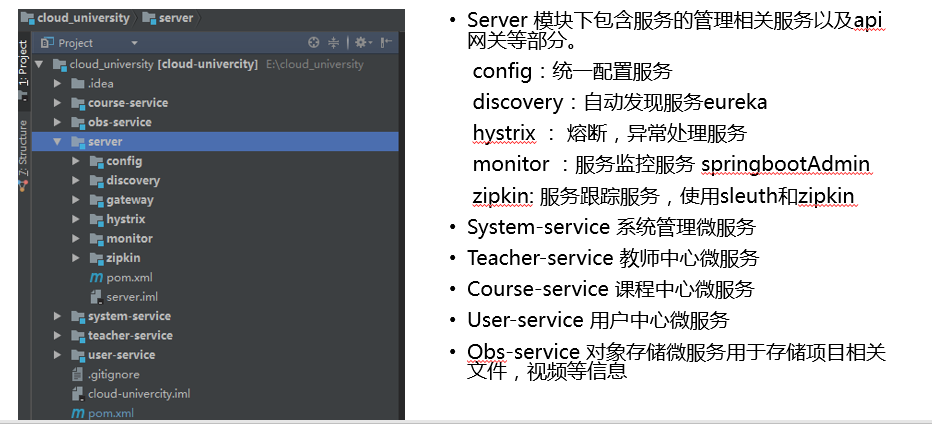 cloud_university
server
Project
1: Project
Z: Structure
cloud_university [cloud-univercity] E:\cloud_university
.idea
course-service
obs-service
server
config
discovery
gateway
hystrix
monitor
zipkin
pom.xml
server.iml
system-service
teacher-service
user-service
.gitignore
cloud-univercity.iml
pom.xml
• Server 模块下包含服务的管理相关服务以及api
网关等部分。
config：统一配置服务
discovery：自动发现服务eureka
hystrix ： 熔断，异常处理服务
monitor ：服务监控服务 springbootAdmin
zipkin: 服务跟踪服务，使用sleuth和zipkin
• System-service 系统管理微服务
• Teacher-service 教师中心微服务
• Course-service 课程中心微服务
• User-service 用户中心微服务
• Obs-service 对象存储微服务用于存储项目相关
文件，视频等信息